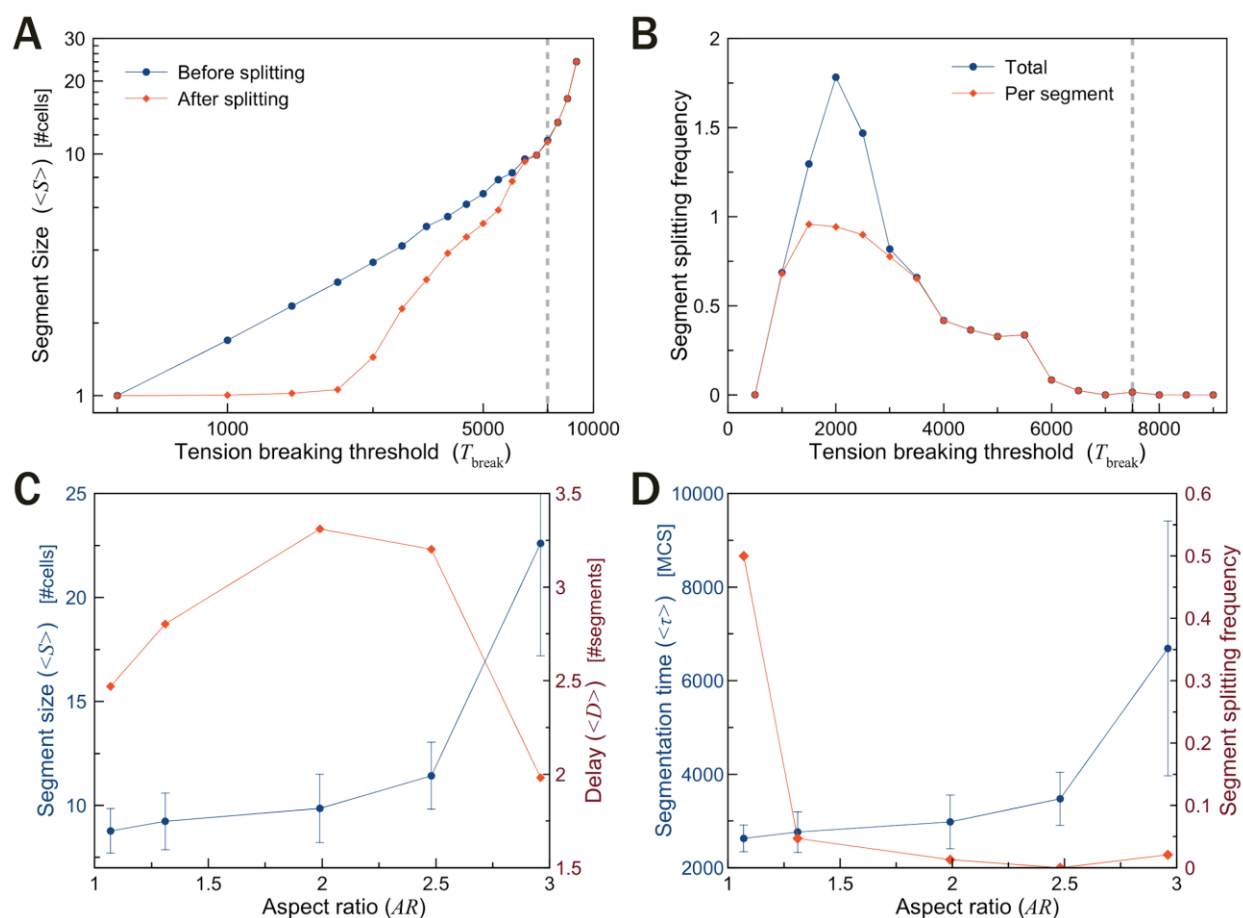 A
30
20
10
1
Segment Size (<S>) [#cells]
Before splitting
After splitting
1000
5000
10000
Tension breaking threshold (T_break)
B
2
1.5
1
0.5
0
Segment splitting frequency
Total
Per segment
0
2000
4000
6000
8000
Tension breaking threshold (T_break)
C
25
20
15
10
Segment size (<S>) [#cells]
3.5
3
2.5
2
1.5
Delay (<D>) [#segments]
1
1.5
2
2.5
3
Aspect ratio (AR)
D
10000
8000
6000
4000
2000
Segmentation time (<τ>) [MCS]
0.6
0.5
0.4
0.3
0.2
0.1
0
Segment splitting frequency
1
1.5
2
2.5
3
Aspect ratio (AR)